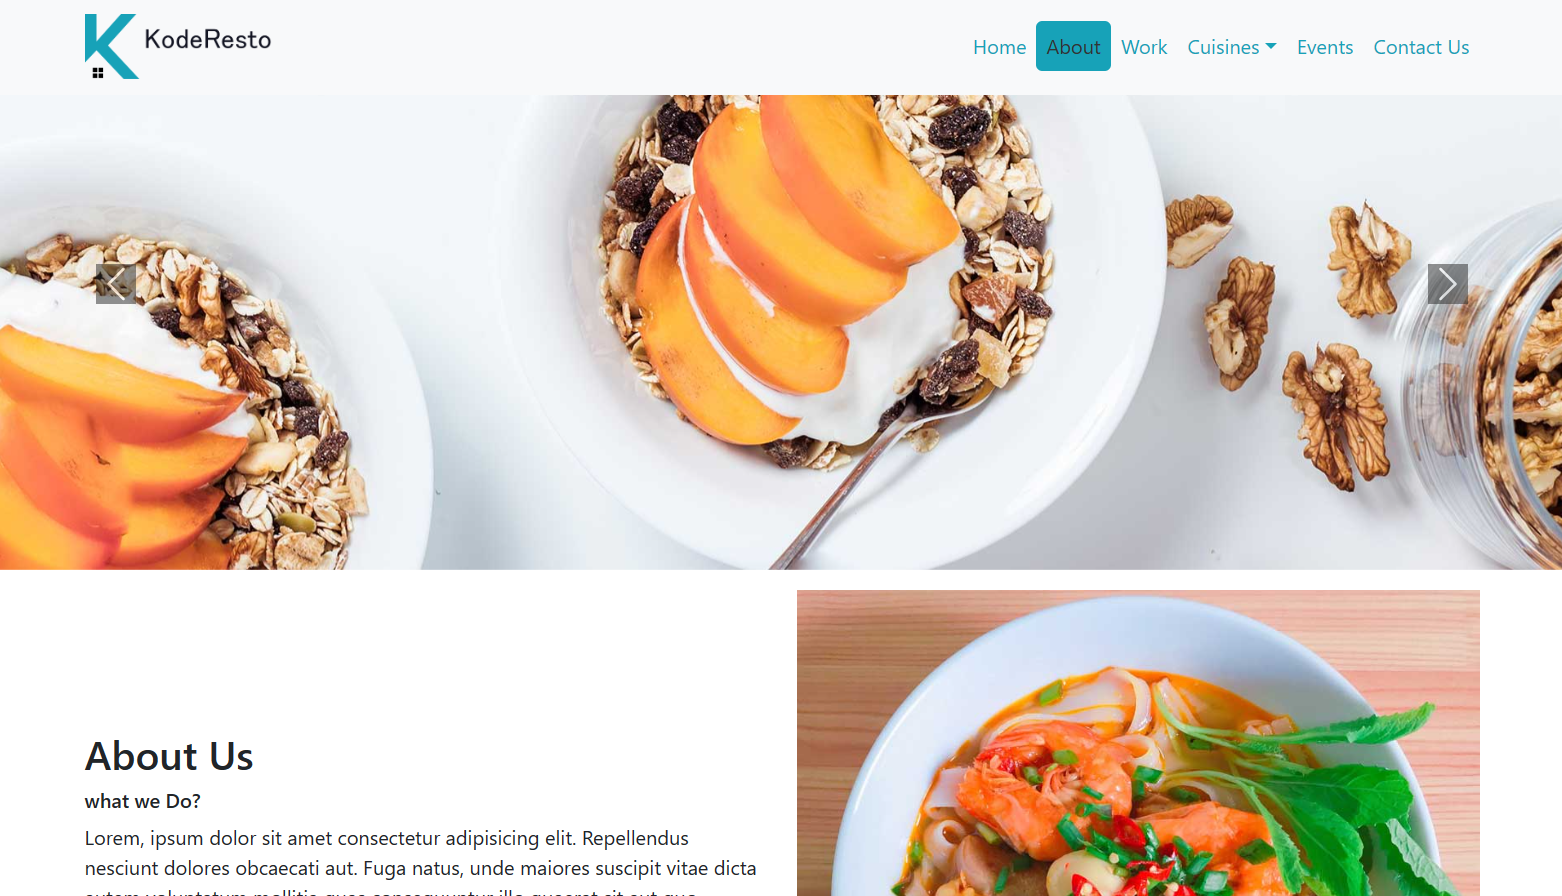 KodeResto
Home About Work Cuisines Events Contact Us
About Us
what we Do?
Lorem, ipsum dolor sit amet consectetur adipisicing elit. Repellendus
nesciunt dolores obcaecati aut. Fuga natus, unde maiores suscipit vitae dicta